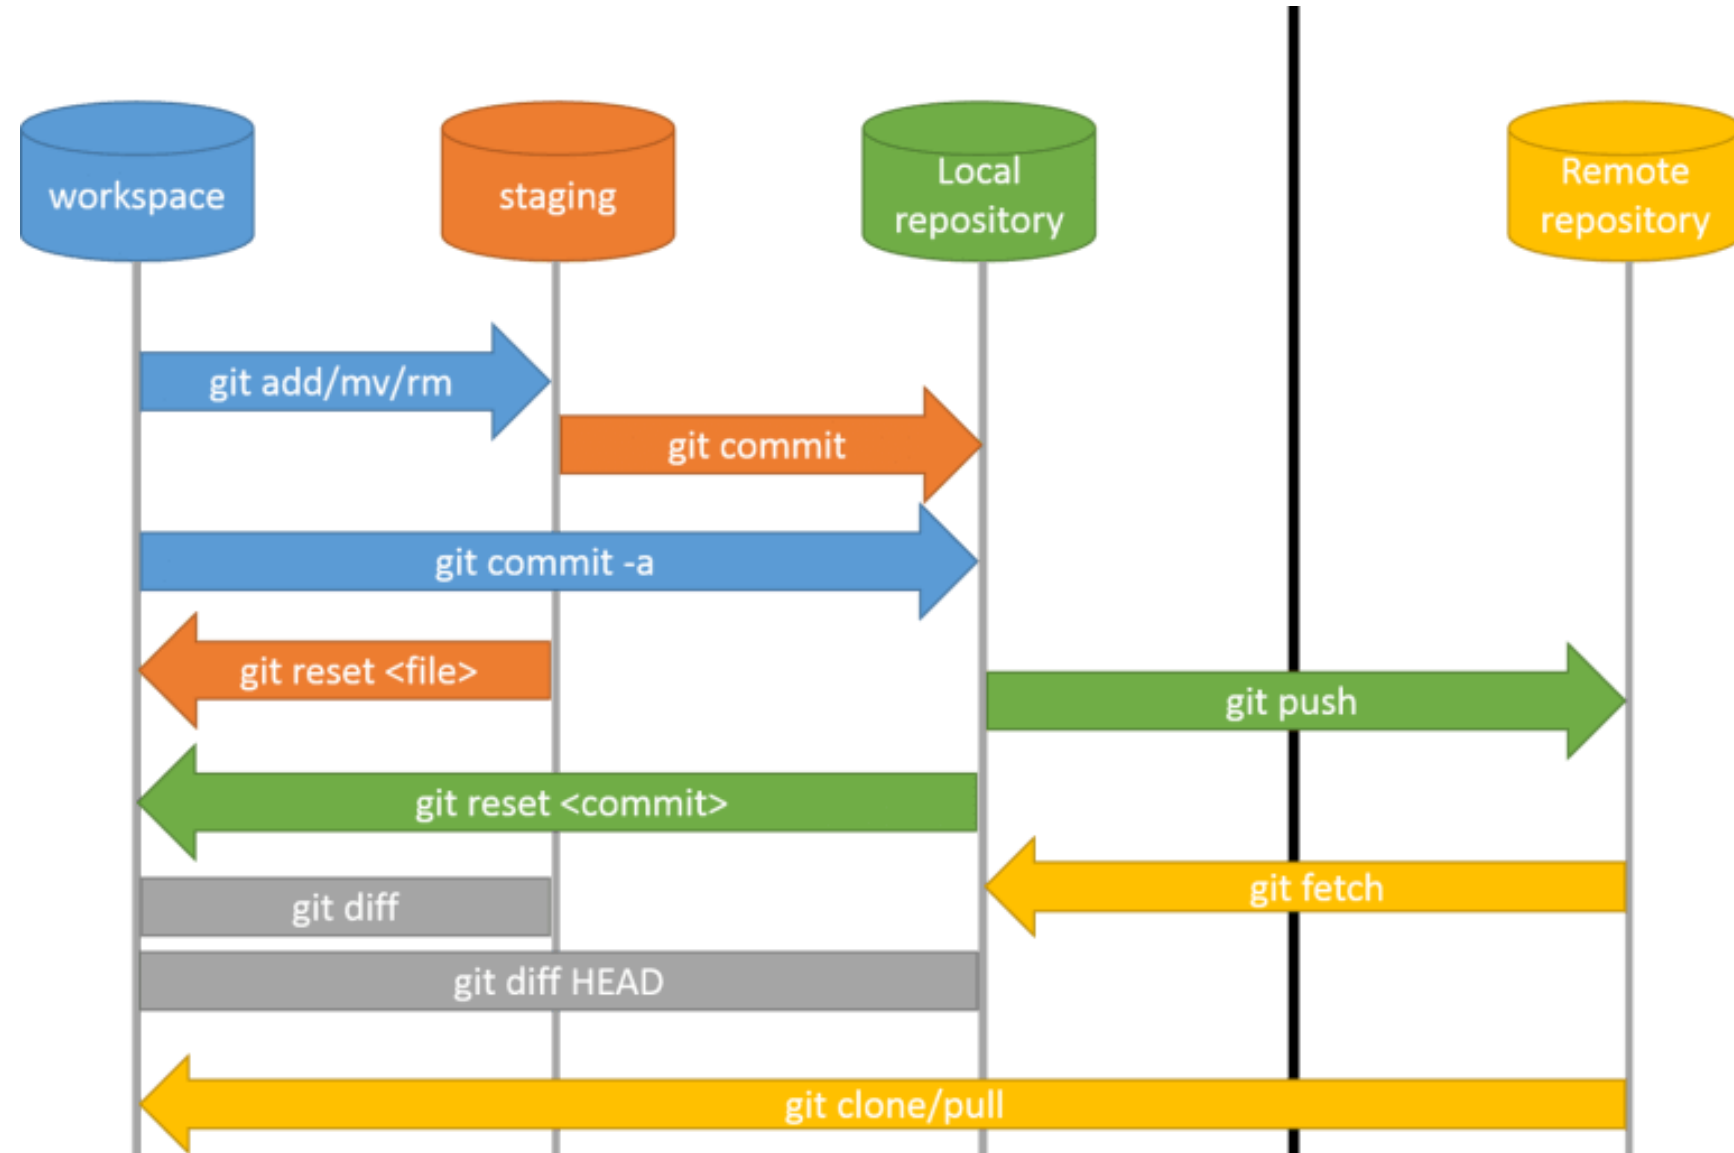 workspace
staging
Local
repository
Remote
repository
git add/mv/rm
git commit
git commit -a
git reset <file>
git push
git reset <commit>
git fetch
git diff
git diff HEAD
git clone/pull